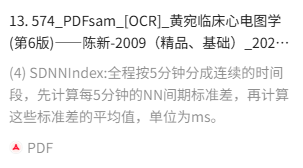 13. 574_PDFsam_[OCR]_黄宛临床心电图学
(第6版)——陈新-2009（精品、基础）_202…
(4) SDNNIndex:全程按5分钟分成连续的时间
段，先计算每5分钟的NN间期标准差，再计算
这些标准差的平均值，单位为ms。
PDF